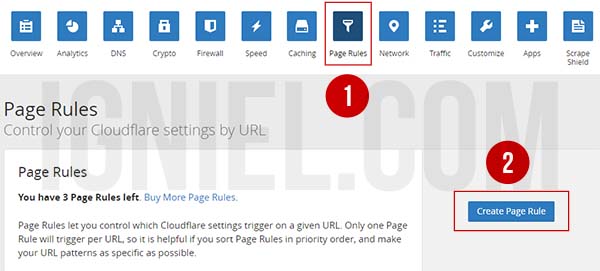 Overview Analytics DNS Crypto Firewall Speed Caching Page Rules Network Traffic Customize Apps Scrape Shield
1
IGNIEL.COM
Page Rules
Control your Cloudflare settings by URL
2
Page Rules
You have 3 Page Rules left. Buy More Page Rules.
Create Page Rule
Page Rules let you control which Cloudflare settings trigger on a given URL. Only one Page
Rule will trigger per URL, so it is helpful if you sort Page Rules in priority order, and make
your URL patterns as specific as possible.